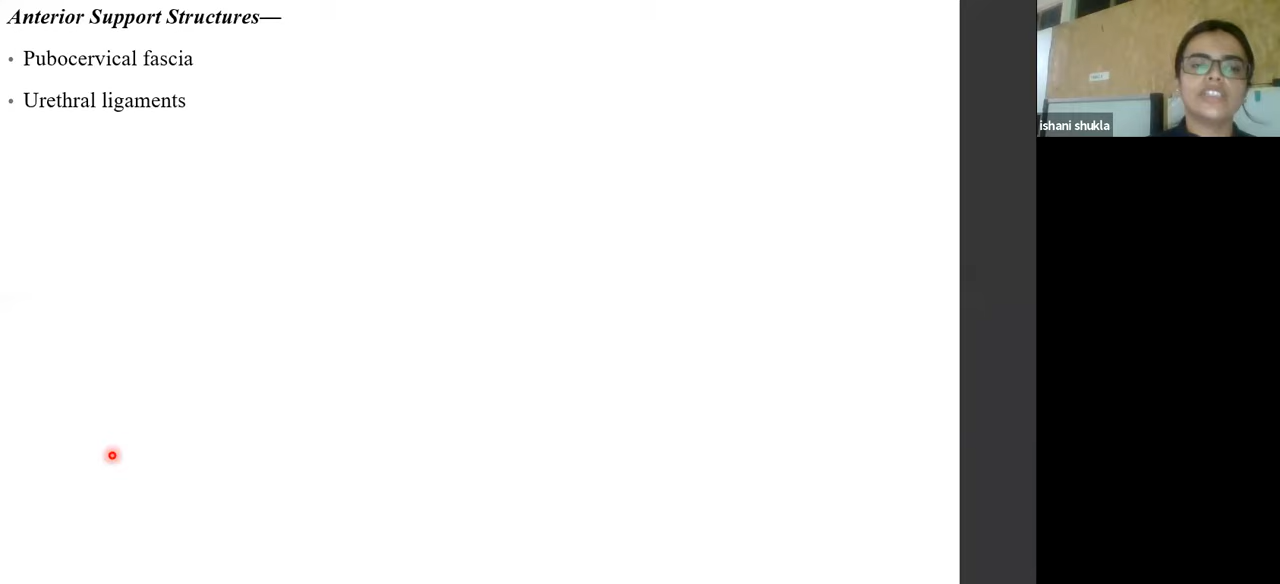 Anterior Support Structures—
• Pubocervical fascia
• Urethral ligaments
ishani shukla